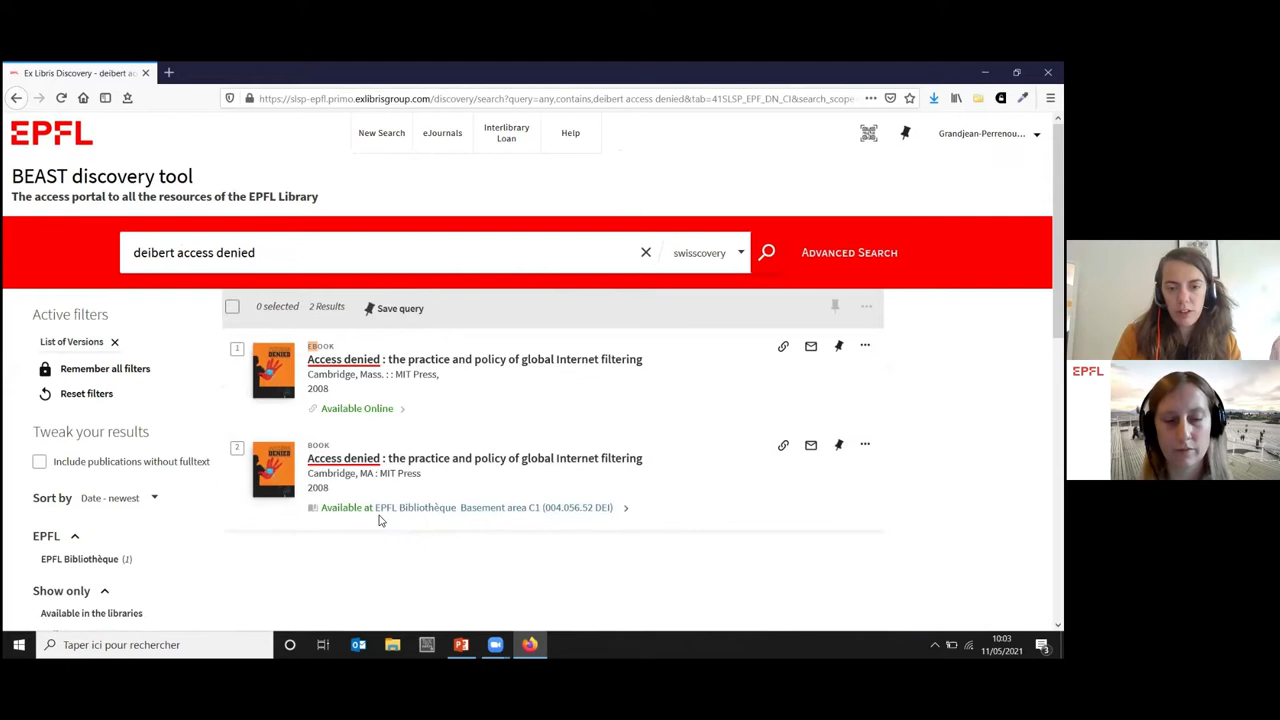 Ex Libris Discovery - deibert ac
https://slsp-epfl.primo.exlibrisgroup.com/discovery/search?query=any,contains,deibert access denied&tab=41SLSP_EPF_DN_CI&search_scope=
EPFL
New Search
eJournals
Interlibrary Loan
Help
Grandjean-Perrenou...
BEAST discovery tool
The access portal to all the resources of the EPFL Library
deibert access denied
swisscovery
ADVANCED SEARCH
Active filters
List of Versions
Remember all filters
Reset filters
Tweak your results
Include publications without fulltext
Sort by Date - newest
EPFL
EPFL Bibliothèque (1)
Show only
Available in the libraries
0 selected 2 Results Save query
1
EBOOK
Access denied : the practice and policy of global Internet filtering
Cambridge, Mass. : : MIT Press,
2008
Available Online
2
BOOK
Access denied : the practice and policy of global Internet filtering
Cambridge, MA : MIT Press
2008
Available at EPFL Bibliothèque Basement area C1 (004.056.52 DEI)
EPFL
Taper ici pour rechercher
10:03
11/05/2021
3